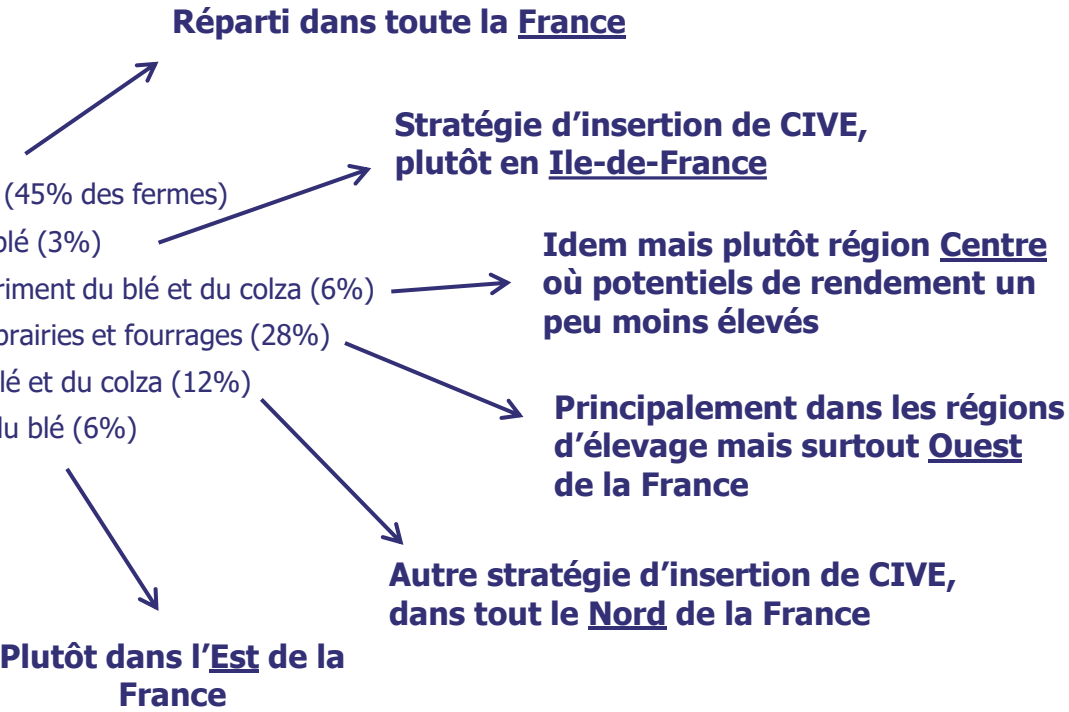 Réparti dans toute la France
Stratégie d'insertion de CIVE,
plutôt en Ile-de-France
(45% des fermes)
blé (3%)
Idem mais plutôt région Centre
où potentiels de rendement un
peu moins élevés
riment du blé et du colza (6%)
prairies et fourrages (28%)
lé et du colza (12%)
du blé (6%)
Principalement dans les régions
d'élevage mais surtout Ouest
de la France
Autre stratégie d'insertion de CIVE,
dans tout le Nord de la France
Plutôt dans l'Est de la
France